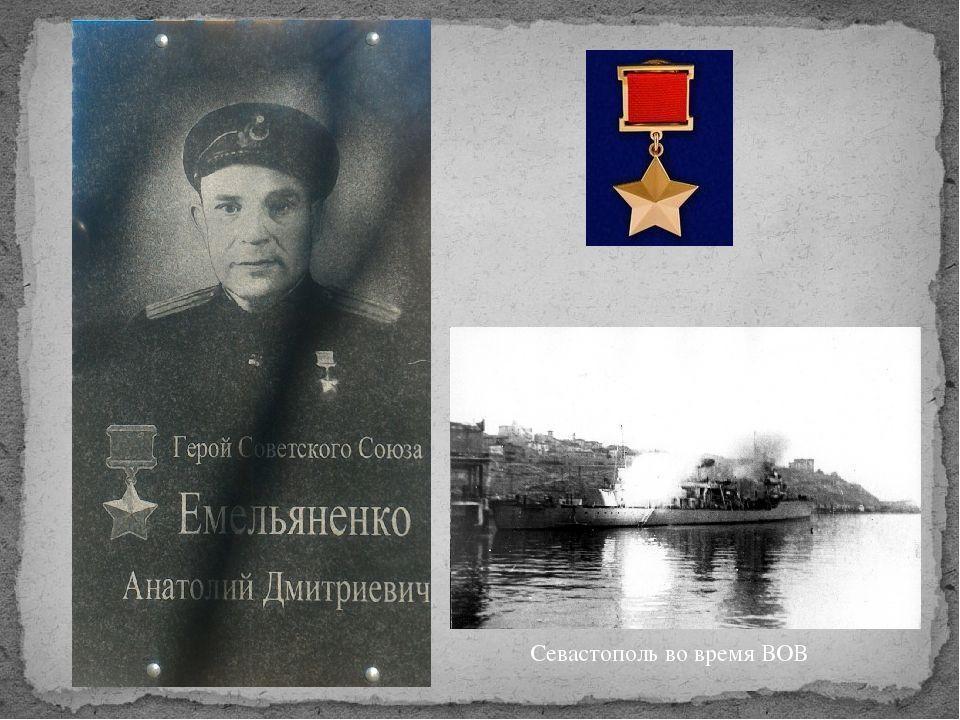 Герой Советского Союза
Емельяненко
Анатолий Дмитриевич
Севастополь во время ВОВ